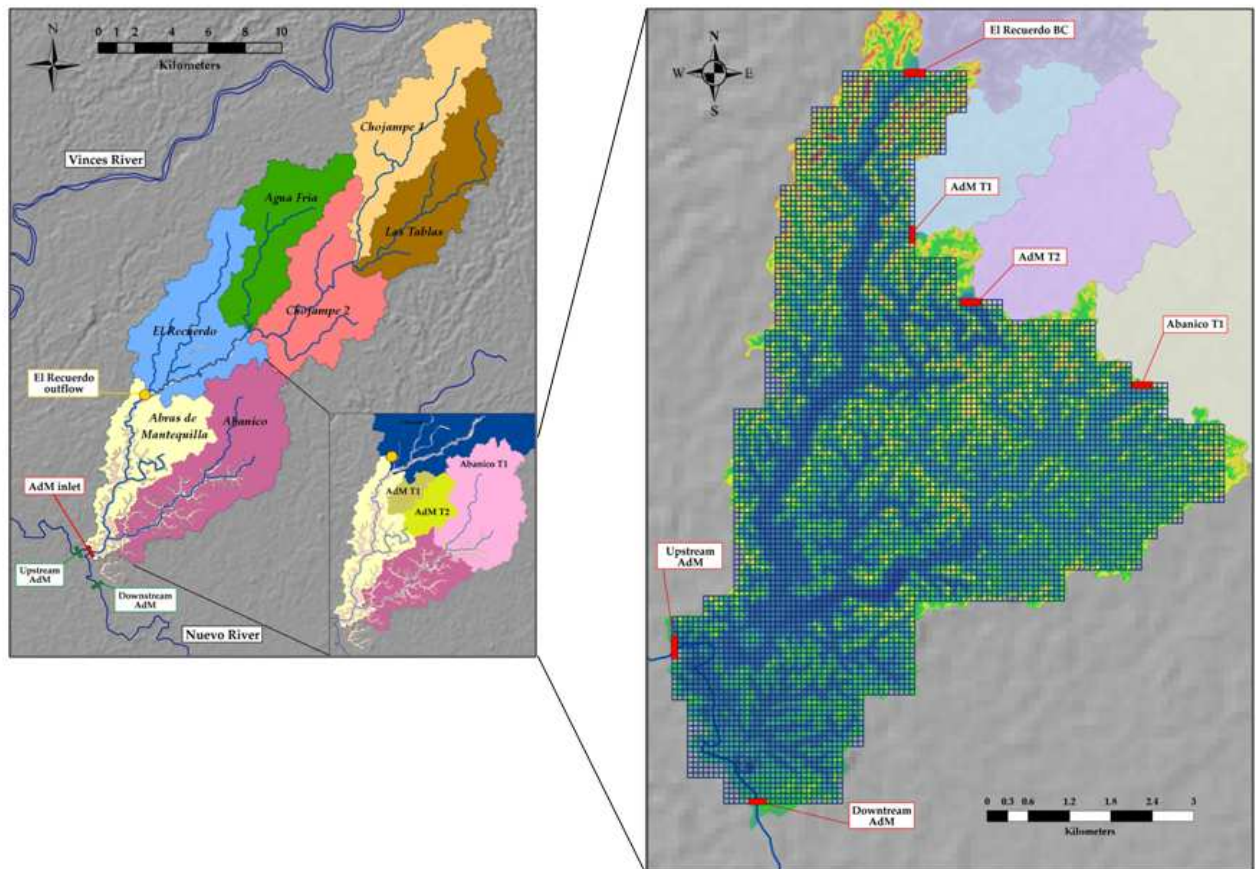 N
0 1 2 4 6 8 10
Kilometers
Chojampe 1
Vinces River
Agua Fria
Las Tablas
Chojampe 2
El Recuerdo
El Recuerdo
outflow
Abras de
Mantequilla
Abanico
AdM inlet
Upstream
AdM
Downstream
AdM
Nuevo River
Abanico T1
AdM T1
AdM T2
N
W E
S
El Recuerdo BC
AdM T1
AdM T2
Abanico T1
Upstream
AdM
Downtream
AdM
0 0.3 0.6 1.2 1.8 2.4 3
Kilometers